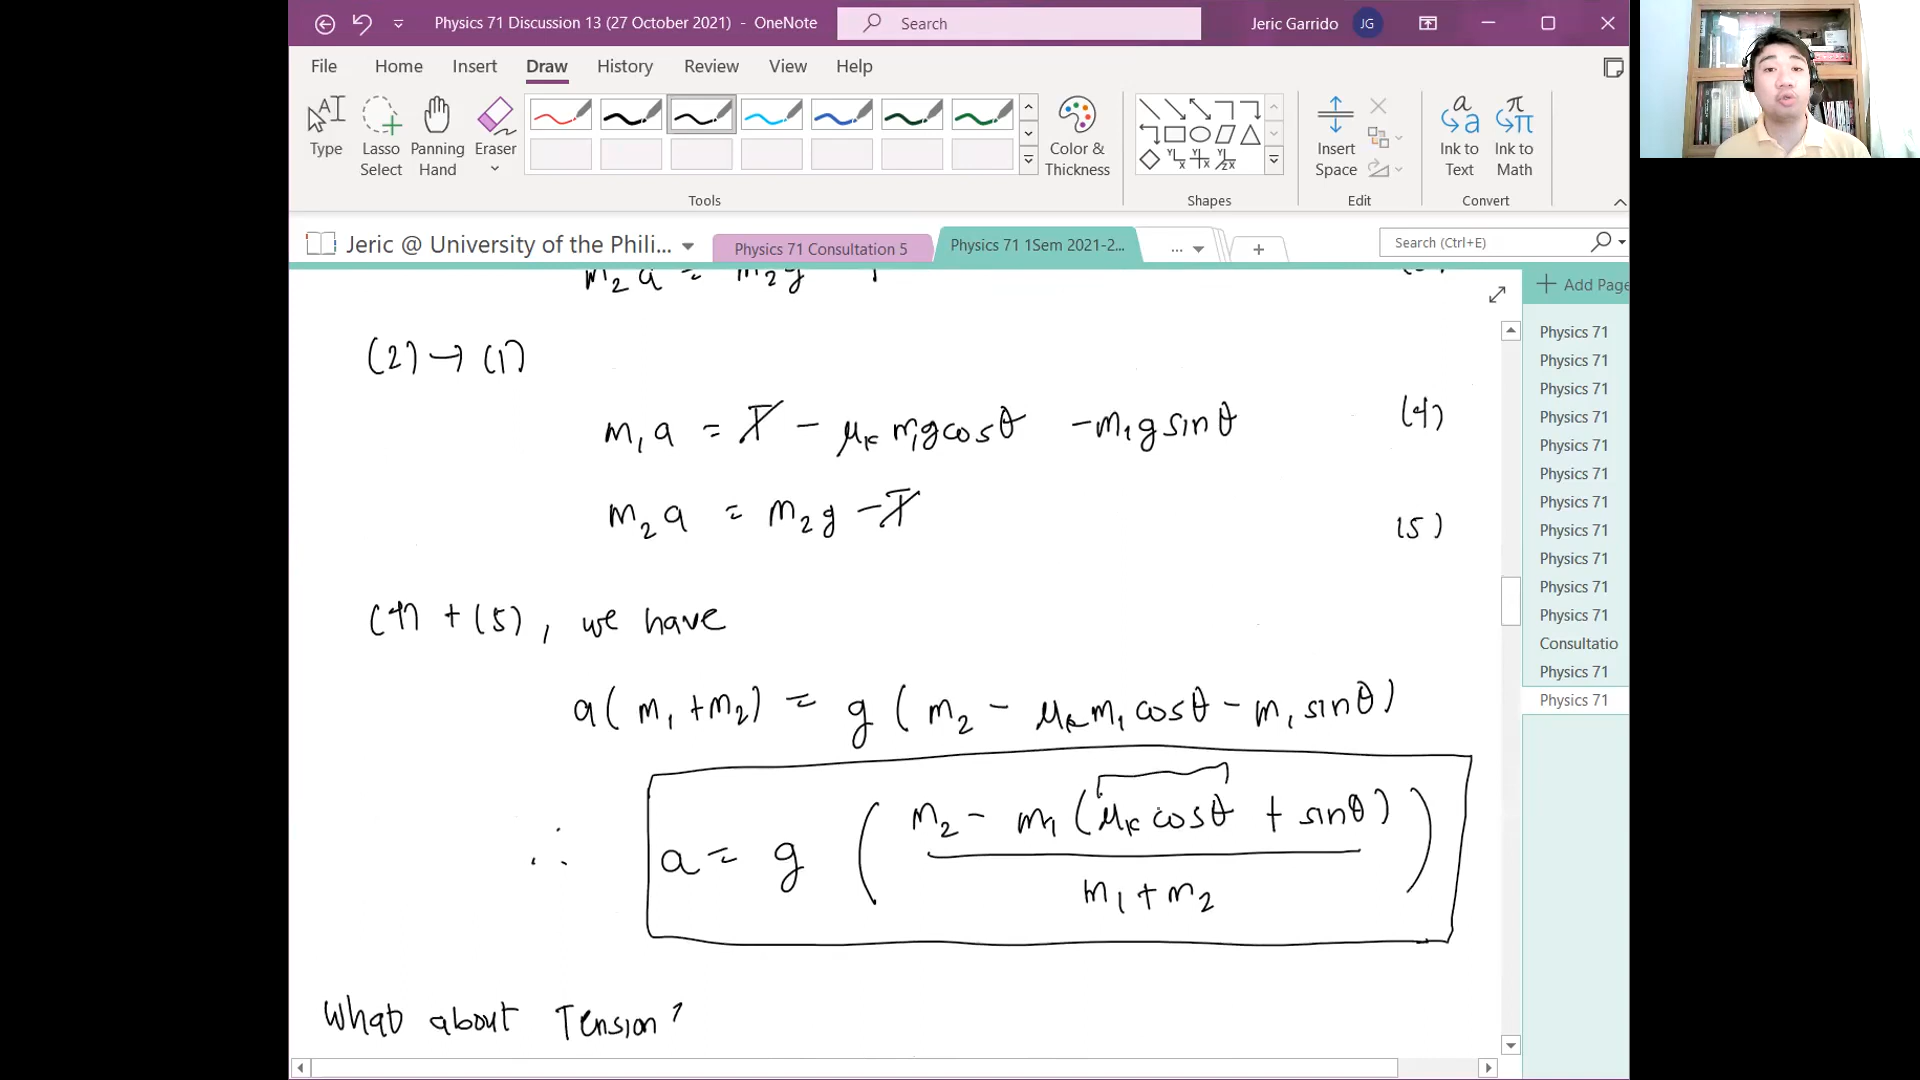 Physics 71 Discussion 13 (27 October 2021) - OneNote
Search
Jeric Garrido JG
File Home Insert Draw History Review View Help
Type
Lasso Select
Panning Hand
Eraser
Color & Thickness
Insert Space
Ink to Text
Ink to Math
Tools Shapes Edit Convert
Jeric @ University of the Phili...
Physics 71 Consultation 5
Physics 71 1Sem 2021-2...
...
Search (Ctrl+E)
Add Page
m₂a = m₂g
(2) → (1)
m₁a = T - μₖ m₁g cosθ - m₁g sinθ (4)
m₂a = m₂g - T (5)
(4) + (5), we have
a(m₁ + m₂) = g(m₂ - μₖ m₁ cosθ - m₁ sinθ)
∴ a = g ( (m₂ - m₁(μₖ cosθ + sinθ)) / (m₁ + m₂) )
What about Tension?
Physics 71
Physics 71
Physics 71
Physics 71
Physics 71
Physics 71
Physics 71
Physics 71
Physics 71
Physics 71
Physics 71
Consultatio
Physics 71
Physics 71